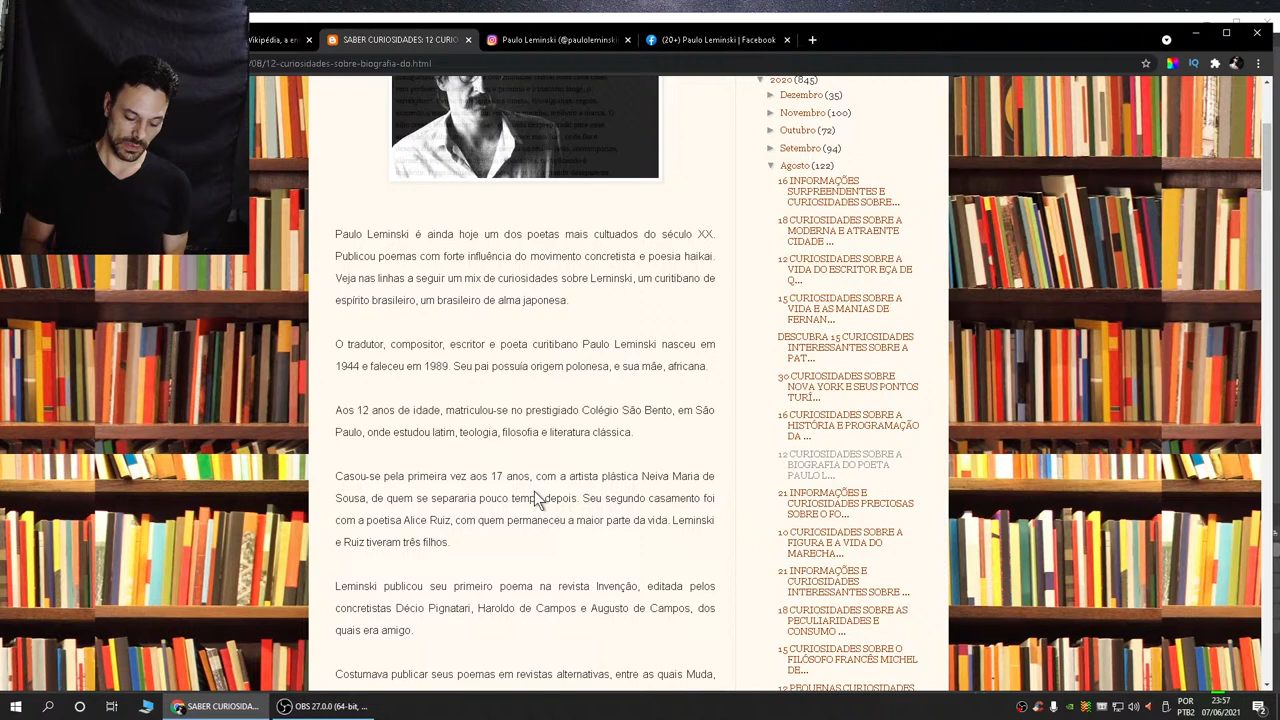 Wikipédia, a en
SABER CURIOSIDADES: 12 CURIO
Paulo Leminski (@pauloleminski
(20+) Paulo Leminski | Facebook
/08/12-curiosidades-sobre-biografia-do.html
Paulo Leminski é ainda hoje um dos poetas mais cultuados do século XX.
Publicou poemas com forte influência do movimento concretista e poesia haikai.
Veja nas linhas a seguir um mix de curiosidades sobre Leminski, um curitibano de
espírito brasileiro, um brasileiro de alma japonesa.
O tradutor, compositor, escritor e poeta curitibano Paulo Leminski nasceu em
1944 e faleceu em 1989. Seu pai possuía origem polonesa, e sua mãe, africana.
Aos 12 anos de idade, matriculou-se no prestigiado Colégio São Bento, em São
Paulo, onde estudou latim, teologia, filosofia e literatura clássica.
Casou-se pela primeira vez aos 17 anos, com a artista plástica Neiva Maria de
Sousa, de quem se separaria pouco tempo depois. Seu segundo casamento foi
com a poetisa Alice Ruiz, com quem permaneceu a maior parte da vida. Leminski
e Ruiz tiveram três filhos.
Leminski publicou seu primeiro poema na revista Invenção, editada pelos
concretistas Décio Pignatari, Haroldo de Campos e Augusto de Campos, dos
quais era amigo.
Costumava publicar seus poemas em revistas alternativas, entre as quais Muda,
2020 (845)
Dezembro (35)
Novembro (100)
Outubro (72)
Setembro (94)
Agosto (122)
16 INFORMAÇÕES
SURPREENDENTES E
CURIOSIDADES SOBRE...
18 CURIOSIDADES SOBRE A
MODERNA E ATRAENTE
CIDADE ...
12 CURIOSIDADES SOBRE A
VIDA DO ESCRITOR EÇA DE
Q...
15 CURIOSIDADES SOBRE A
VIDA E AS MANIAS DE
FERNAN...
DESCUBRA 15 CURIOSIDADES
INTERESSANTES SOBRE A
PAT...
30 CURIOSIDADES SOBRE
NOVA YORK E SEUS PONTOS
TURÍ...
16 CURIOSIDADES SOBRE A
HISTÓRIA E PROGRAMAÇÃO
DA ...
12 CURIOSIDADES SOBRE A
BIOGRAFIA DO POETA
PAULO L...
21 INFORMAÇÕES E
CURIOSIDADES PRECIOSAS
SOBRE O FO...
10 CURIOSIDADES SOBRE A
FIGURA E A VIDA DO
MARECHA...
21 INFORMAÇÕES E
CURIOSIDADES
INTERESSANTES SOBRE ...
18 CURIOSIDADES SOBRE AS
PECULIARIDADES E
CONSUMO ...
15 CURIOSIDADES SOBRE O
FILÓSOFO FRANCÊS MICHEL
DE...
12 PEQUENAS CURIOSIDADES
SABER CURIOSIDA...
OBS 27.0.0 (64-bit, ...
POR
PTB2
23:57
07/06/2021